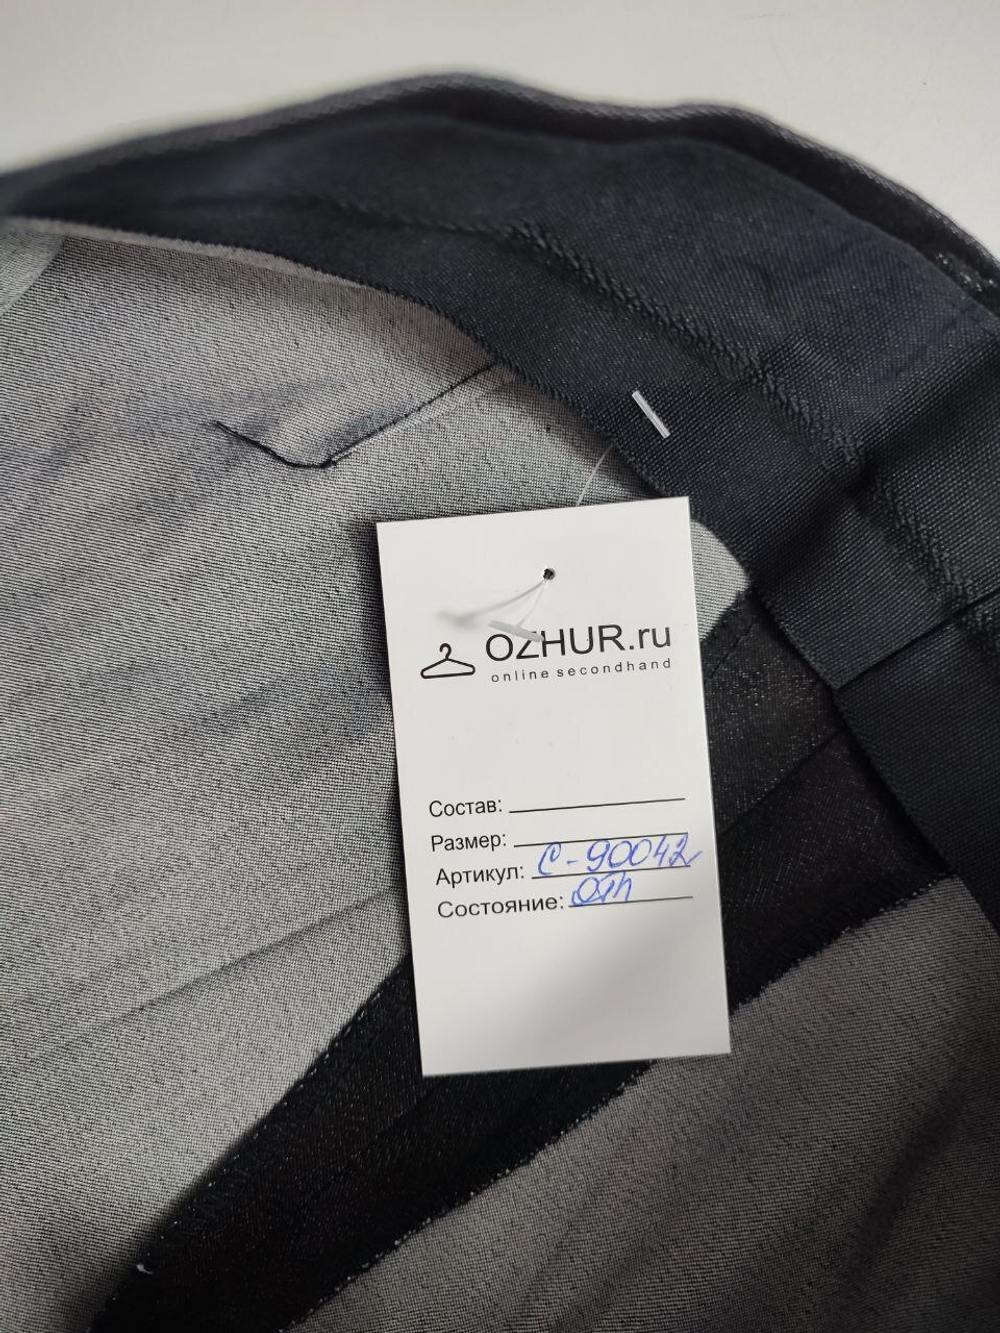 OZHUR.ru
online secondhand
Состав:
Размер:
Артикул: С-90042
Состояние: ОТЛ